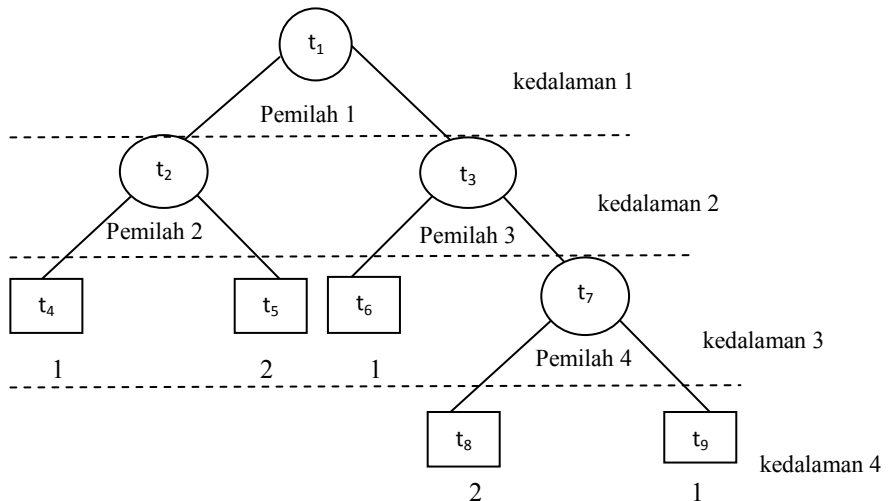 t1
kedalaman 1
Pemilah 1
t2
t3
kedalaman 2
Pemilah 2
Pemilah 3
t4
t5
t6
t7
kedalaman 3
1
2
1
Pemilah 4
t8
t9
kedalaman 4
2
1